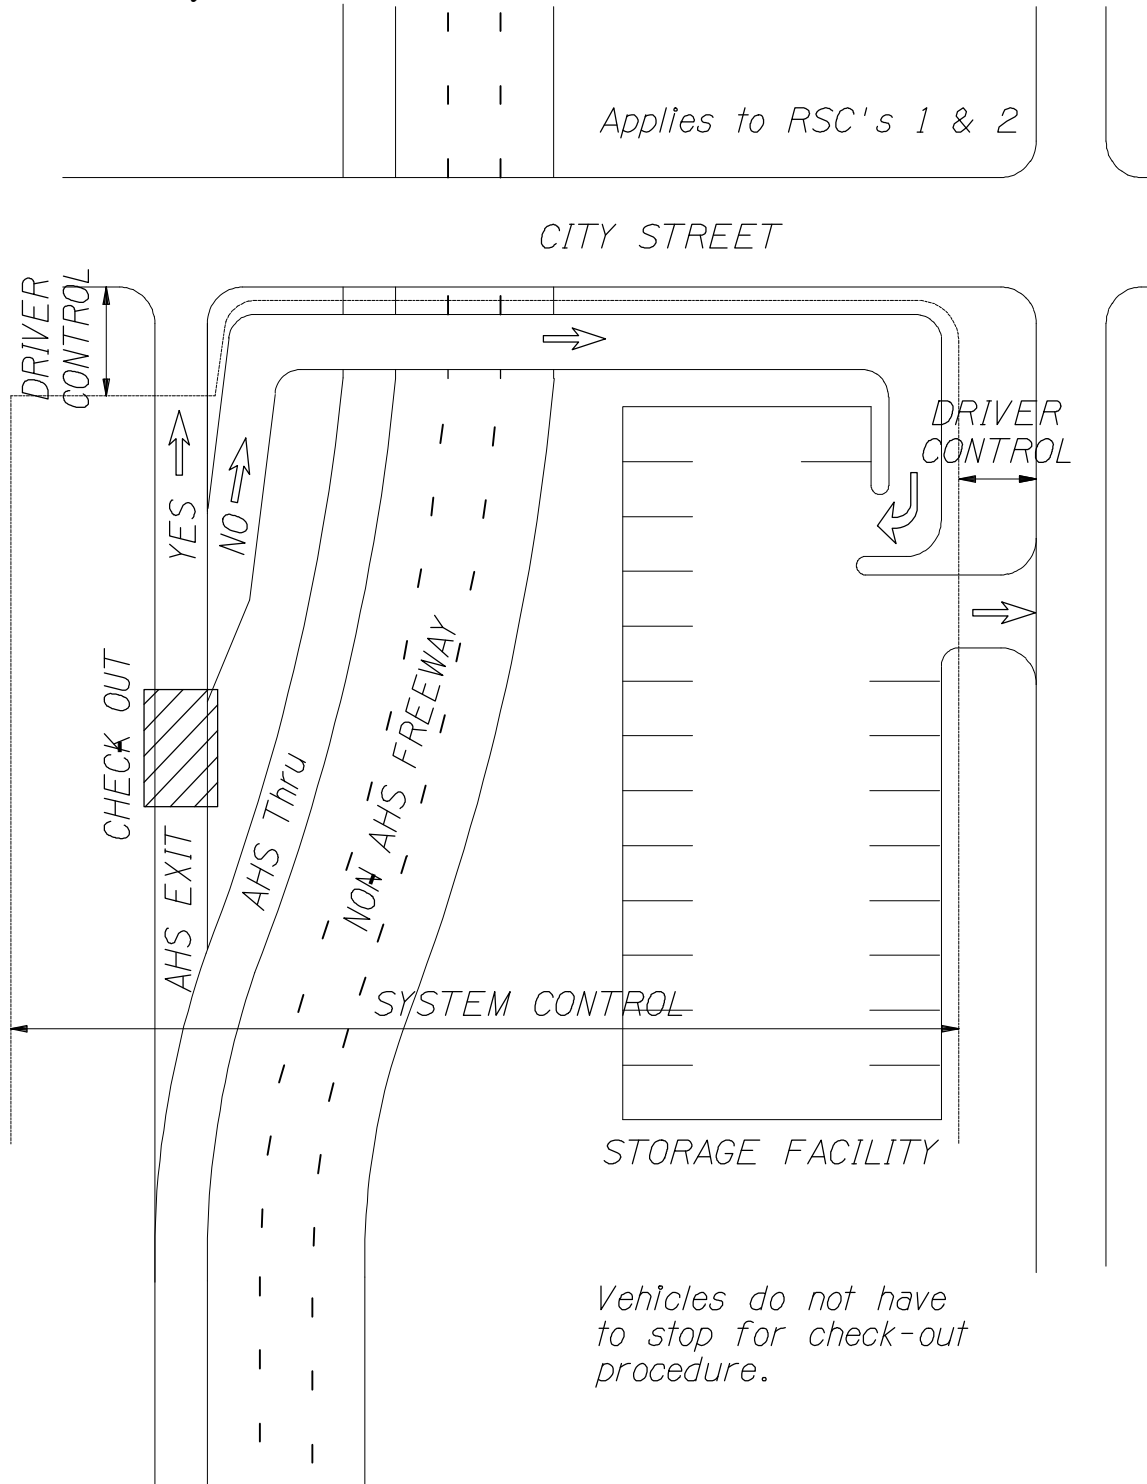 Applies to RSC's 1 & 2
CITY STREET
DRIVER
CONTROL
DRIVER
CONTROL
YES
NO
CHECK OUT
AHS EXIT
AHS Thru
NON AHS FREEWAY
SYSTEM CONTROL
STORAGE FACILITY
Vehicles do not have
to stop for check-out
procedure.